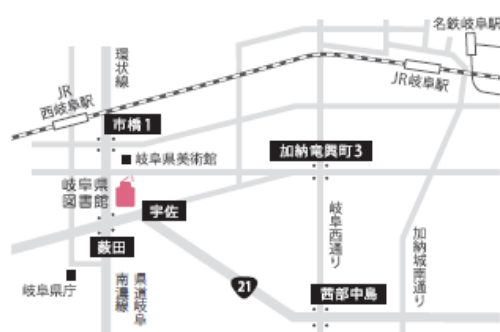 名鉄岐阜駅
環状線
JR
西岐阜駅
JR岐阜駅
市橋1
岐阜県美術館
加納竜興町3
岐阜県
図書館
宇佐
岐阜西通り
加納城南通り
薮田
岐阜県庁
県道岐阜
南濃線
21
茜部中島